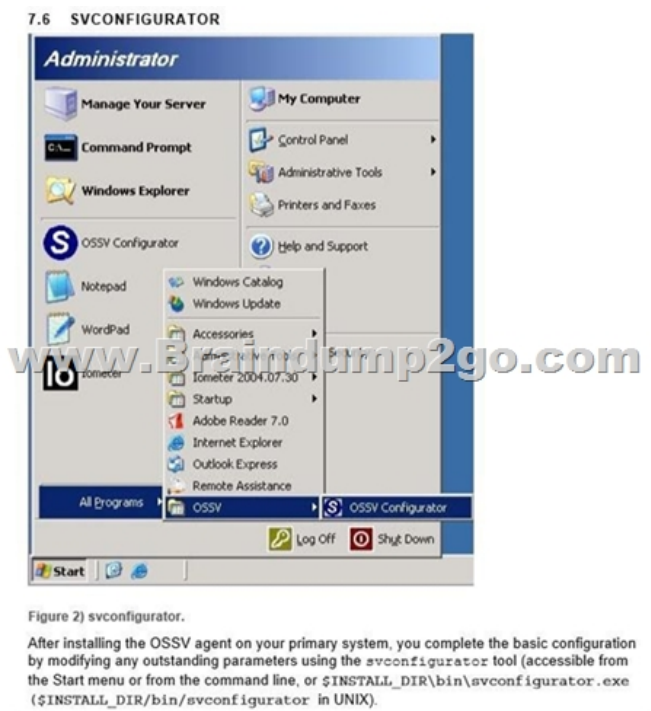 7.6 SVCONFIGURATOR
Administrator
Manage Your Server
Command Prompt
Windows Explorer
OSSV Configurator
Notepad
WordPad
Iometer
All Programs
My Computer
Control Panel
Administrative Tools
Printers and Faxes
Help and Support
Windows Catalog
Windows Update
Accessories
Iometer 2004.07.30
Startup
Adobe Reader 7.0
Internet Explorer
Outlook Express
Remote Assistance
OSSV
OSSV Configurator
www.Braindump2go.com
Log Off
Shut Down
Start
Figure 2) svconfigurator.
After installing the OSSV agent on your primary system, you complete the basic configuration
by modifying any outstanding parameters using the svconfigurator tool (accessible from
the Start menu or from the command line, or $INSTALL_DIR\bin\svconfigurator.exe
($INSTALL_DIR/bin/svconfigurator in UNIX).